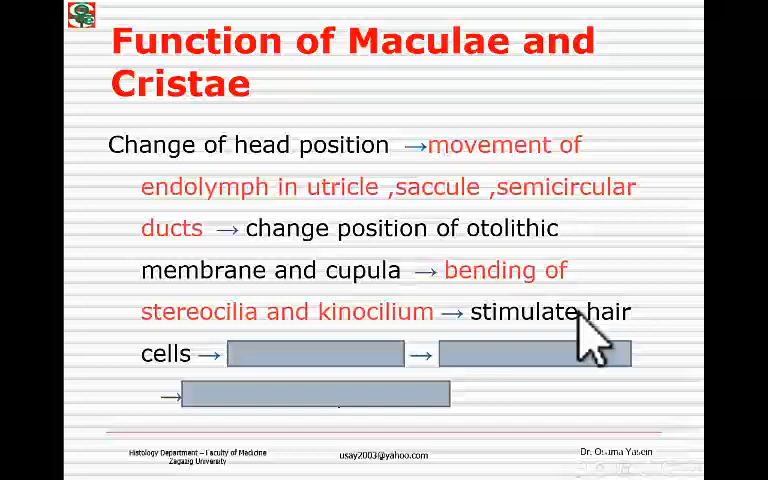 Function of Maculae and
Cristae
Change of head position →movement of
endolymph in utricle ,saccule ,semicircular
ducts → change position of otolithic
membrane and cupula → bending of
stereocilia and kinocilium → stimulate hair
cells → →
→
Histology Department – Faculty of Medicine
Zagazig University
usay2003@yahoo.com
Dr. Osama Yasein